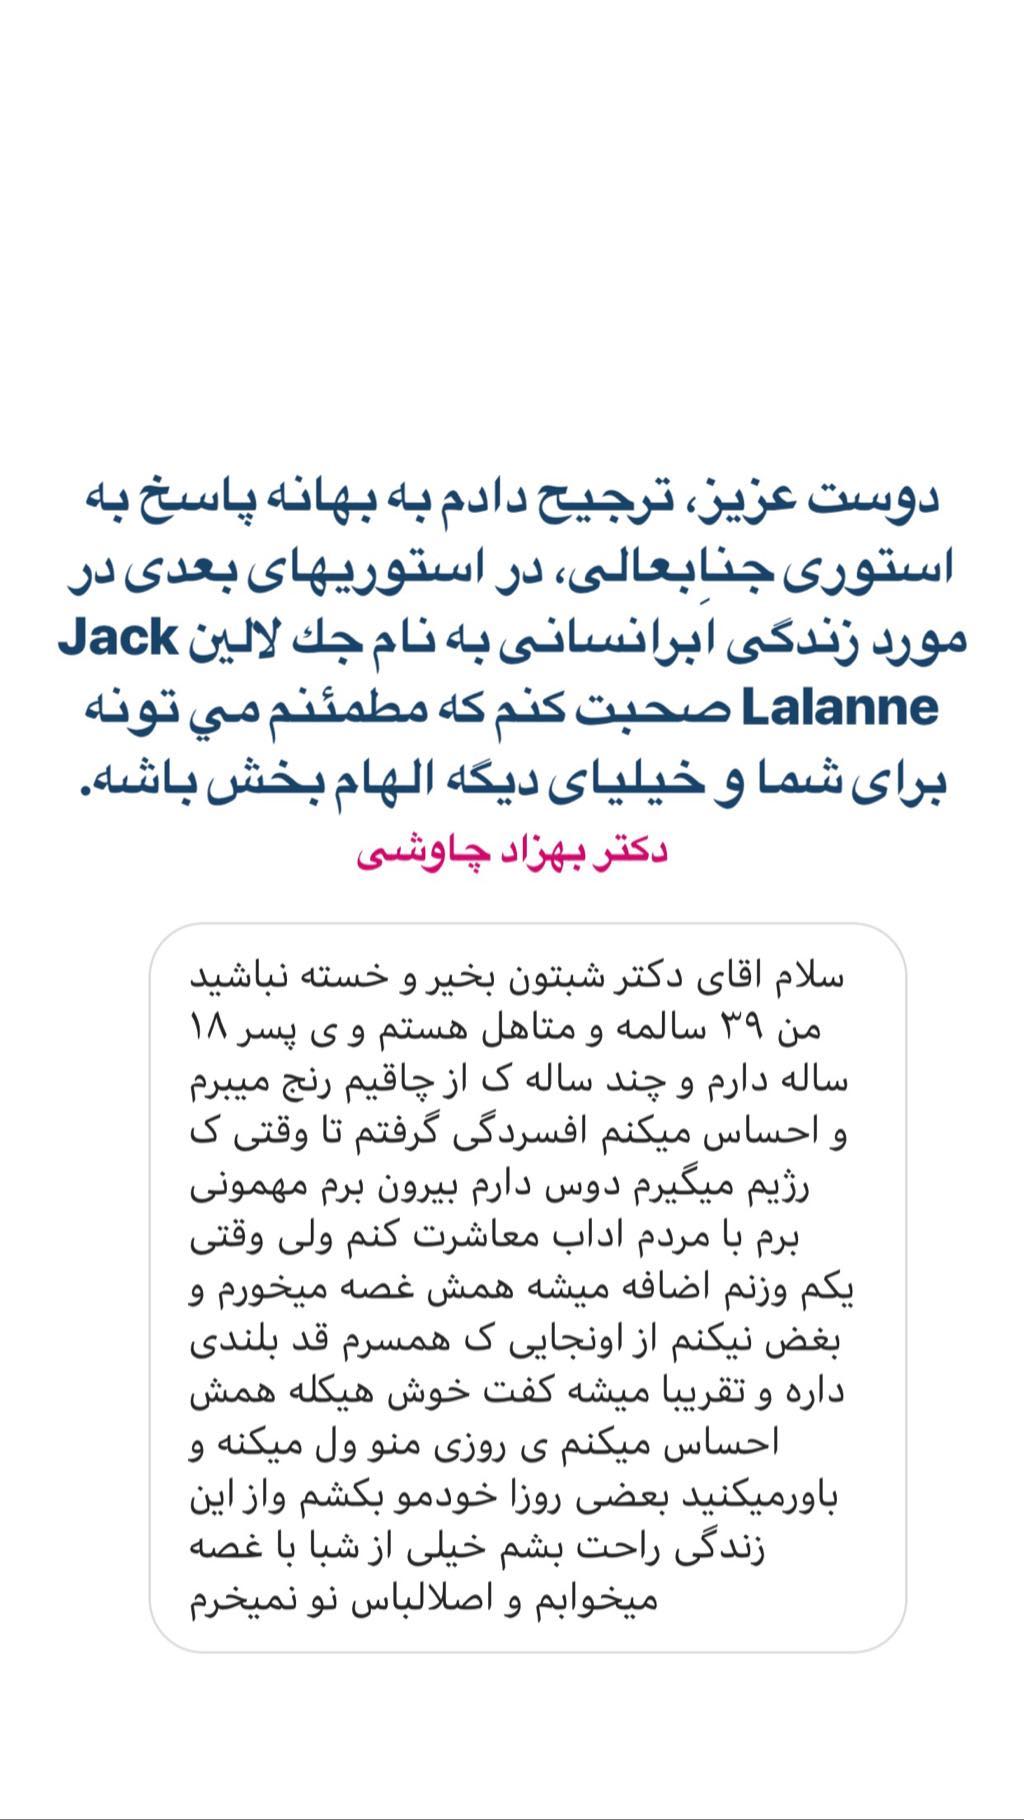 دوست عزیز، ترجیح دادم به بهانه پاسخ به
استوری جنابعالی، در استوریهای بعدی در
مورد زندگی اَبرانسانی به نام جك لالین Jack
Lalanne صحبت کنم که مطمئنم مي تونه
برای شما و خیلیای دیگه الهام بخش باشه.
دکتر بهزاد چاوشی
سلام اقای دکتر شبتون بخیر و خسته نباشید
من ۳۹ سالمه و متاهل هستم و ی پسر ۱۸
ساله دارم و چند ساله ک از چاقیم رنج میبرم
و احساس میکنم افسردگی گرفتم تا وقتی ک
رژیم میگیرم دوس دارم بیرون برم مهمونی
برم با مردم اداب معاشرت کنم ولی وقتی
یکم وزنم اضافه میشه همش غصه میخورم و
بغض نیکنم از اونجایی ک همسرم قد بلندی
داره و تقریبا میشه کفت خوش هیکله همش
احساس میکنم ی روزی منو ول میکنه و
باورمیکنید بعضی روزا خودمو بکشم واز این
زندگی راحت بشم خیلی از شبا با غصه
میخوابم و اصلالباس نو نمیخرم